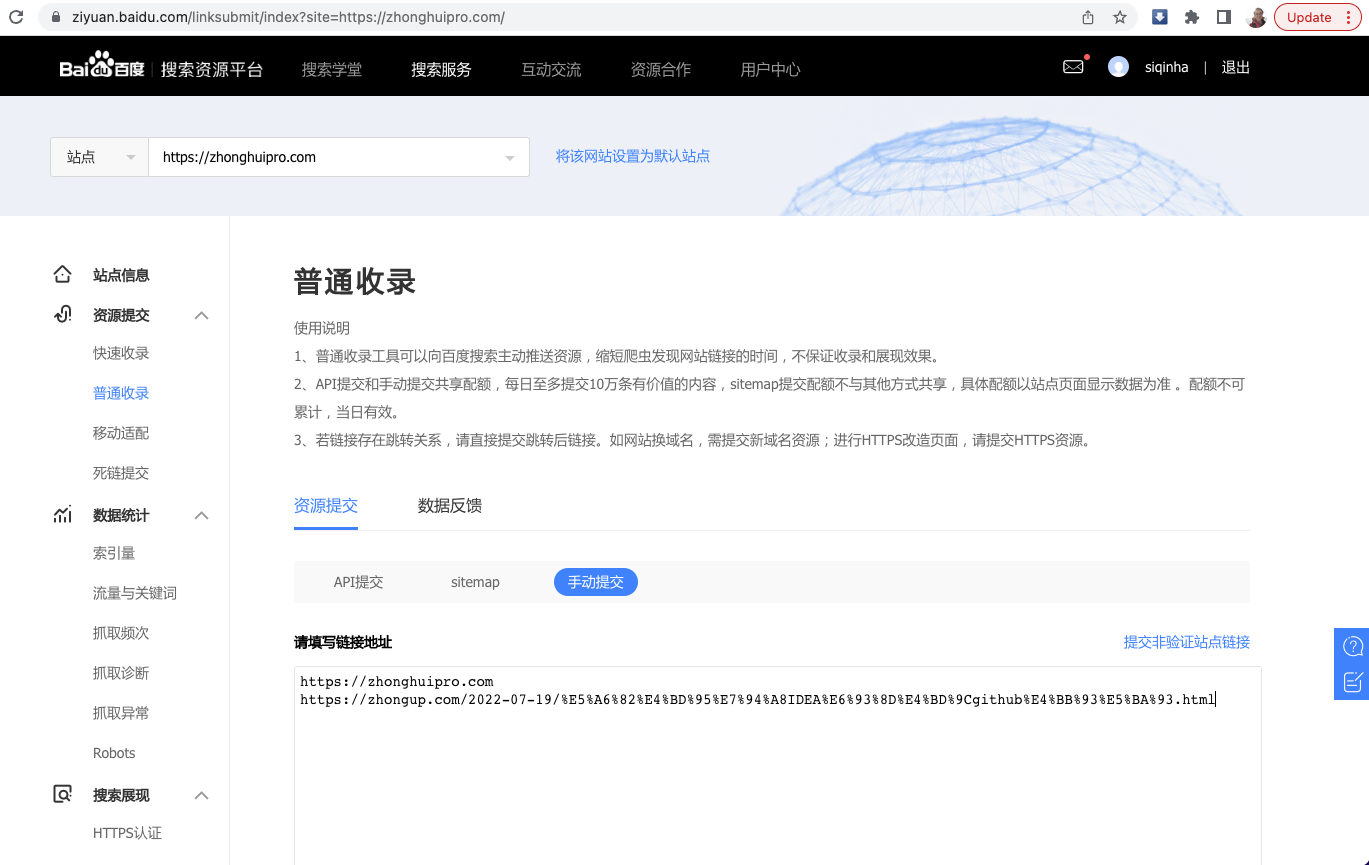 ziyuan.baidu.com/linksubmit/index?site=https://zhonghuipro.com/
Update
Bai百度 搜索资源平台
搜索学堂
搜索服务
互动交流
资源合作
用户中心
siqinha | 退出
站点
https://zhonghuipro.com
将该网站设置为默认站点
站点信息
资源提交
快速收录
普通收录
移动适配
死链提交
数据统计
索引量
流量与关键词
抓取频次
抓取诊断
抓取异常
Robots
搜索展现
HTTPS认证
普通收录
使用说明
1、普通收录工具可以向百度搜索主动推送资源，缩短爬虫发现网站链接的时间，不保证收录和展现效果。
2、API提交和手动提交共享配额，每日至多提交10万条有价值的内容，sitemap提交配额不与其他方式共享，具体配额以站点页面显示数据为准 。配额不可
累计，当日有效。
3、若链接存在跳转关系，请直接提交跳转后链接。如网站换域名，需提交新域名资源；进行HTTPS改造页面，请提交HTTPS资源。
资源提交
数据反馈
API提交
sitemap
手动提交
请填写链接地址
提交非验证站点链接
https://zhonghuipro.com
https://zhongup.com/2022-07-19/%E5%A6%82%E4%BD%95%E7%94%A8IDEA%E6%93%8D%E4%BD%9Cgithub%E4%BB%93%E5%BA%93.html